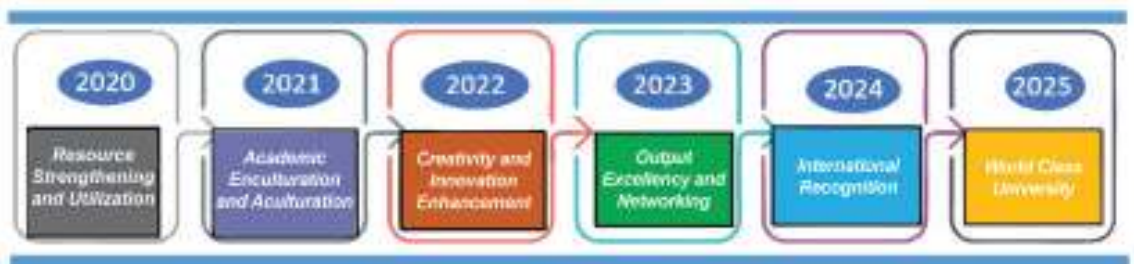 2020
Resource
Strengthening
and Utilization
2021
Academic
Enculturation
and Aculturation
2022
Creativity and
Innovation
Enhancement
2023
Output
Excellency and
Networking
2024
International
Recognition
2025
World Class
University